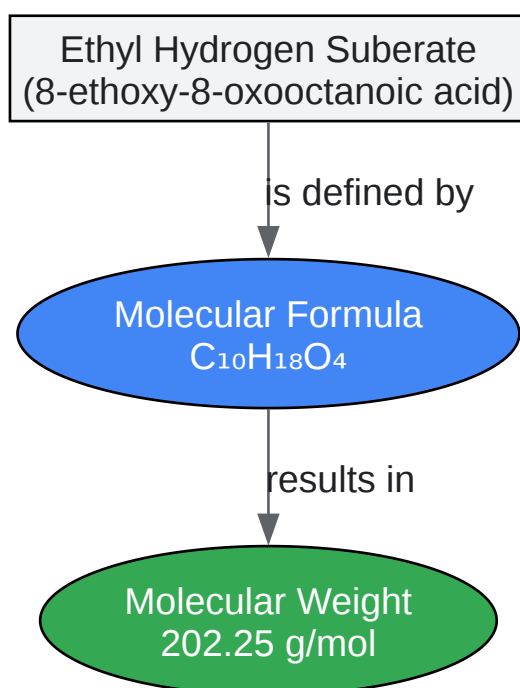 Ethyl Hydrogen Suberate
(8-ethoxy-8-oxooctanoic acid)
is defined by
Molecular Formula
C₁₀H₁₈O₄
results in
Molecular Weight
202.25 g/mol